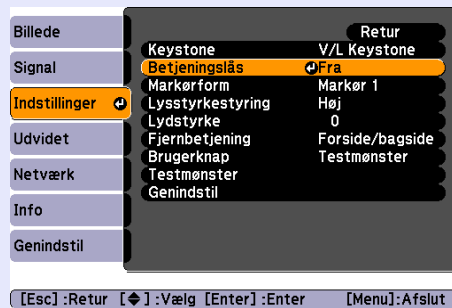 Billede
Signal
Indstillinger
Udvidet
Netværk
Info
Genindstil
Retur
Keystone V/L Keystone
Betjeningslås Fra
Markørform Markør 1
Lysstyrkestyring Høj
Lydstyrke 0
Fjernbetjening Forside/bagside
Brugerknap Testmønster
Testmønster
Genindstil
[Esc] :Retur [◆] :Vælg [Enter] :Enter [Menu]:Afslut